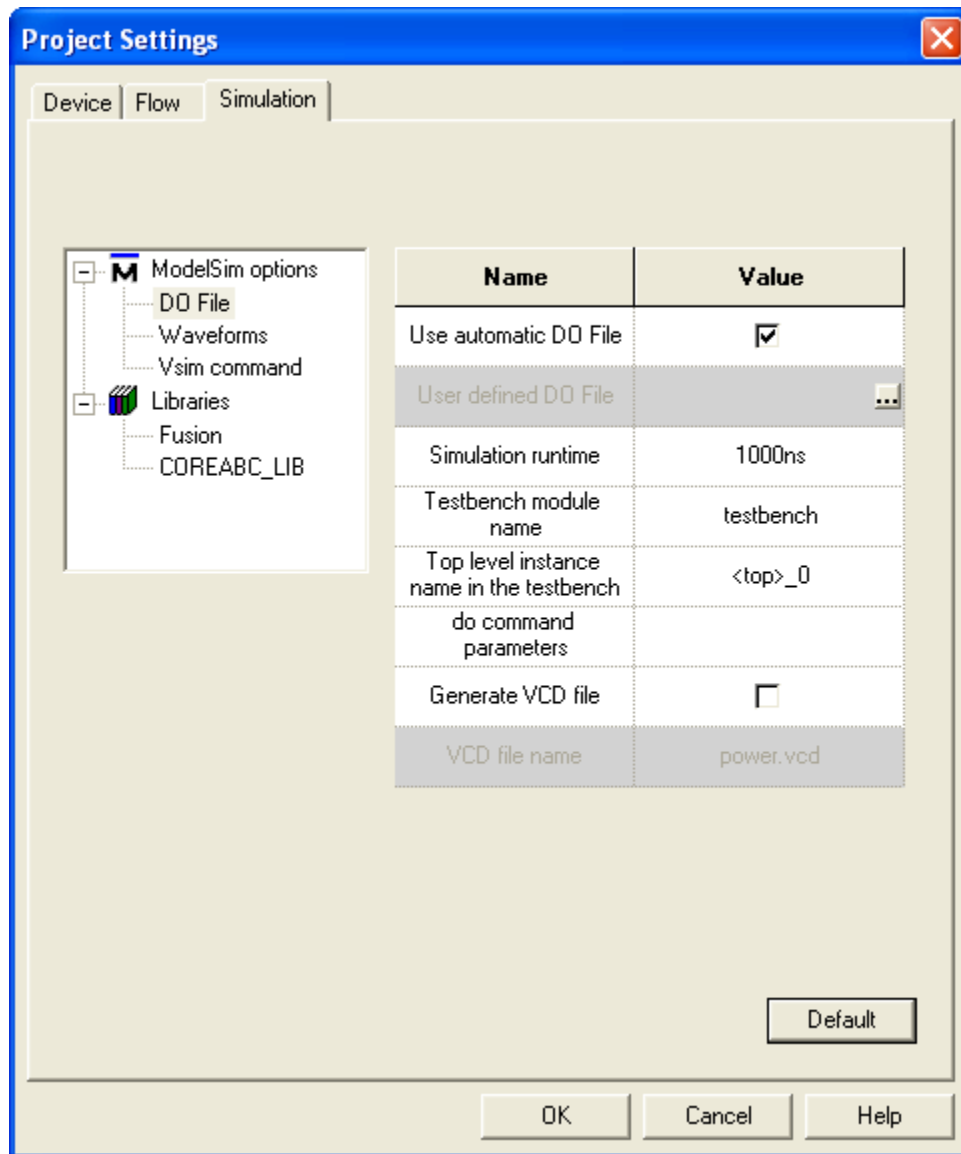 Project Settings
Device
Flow
Simulation
ModelSim options
DO File
Waveforms
Vsim command
Libraries
Fusion
COREABC_LIB
Name
Value
Use automatic DO File
User defined DO File
...
Simulation runtime
1000ns
Testbench module
name
testbench
Top level instance
name in the testbench
<top>_0
do command
parameters
Generate VCD file
VCD file name
power.vcd
Default
OK
Cancel
Help